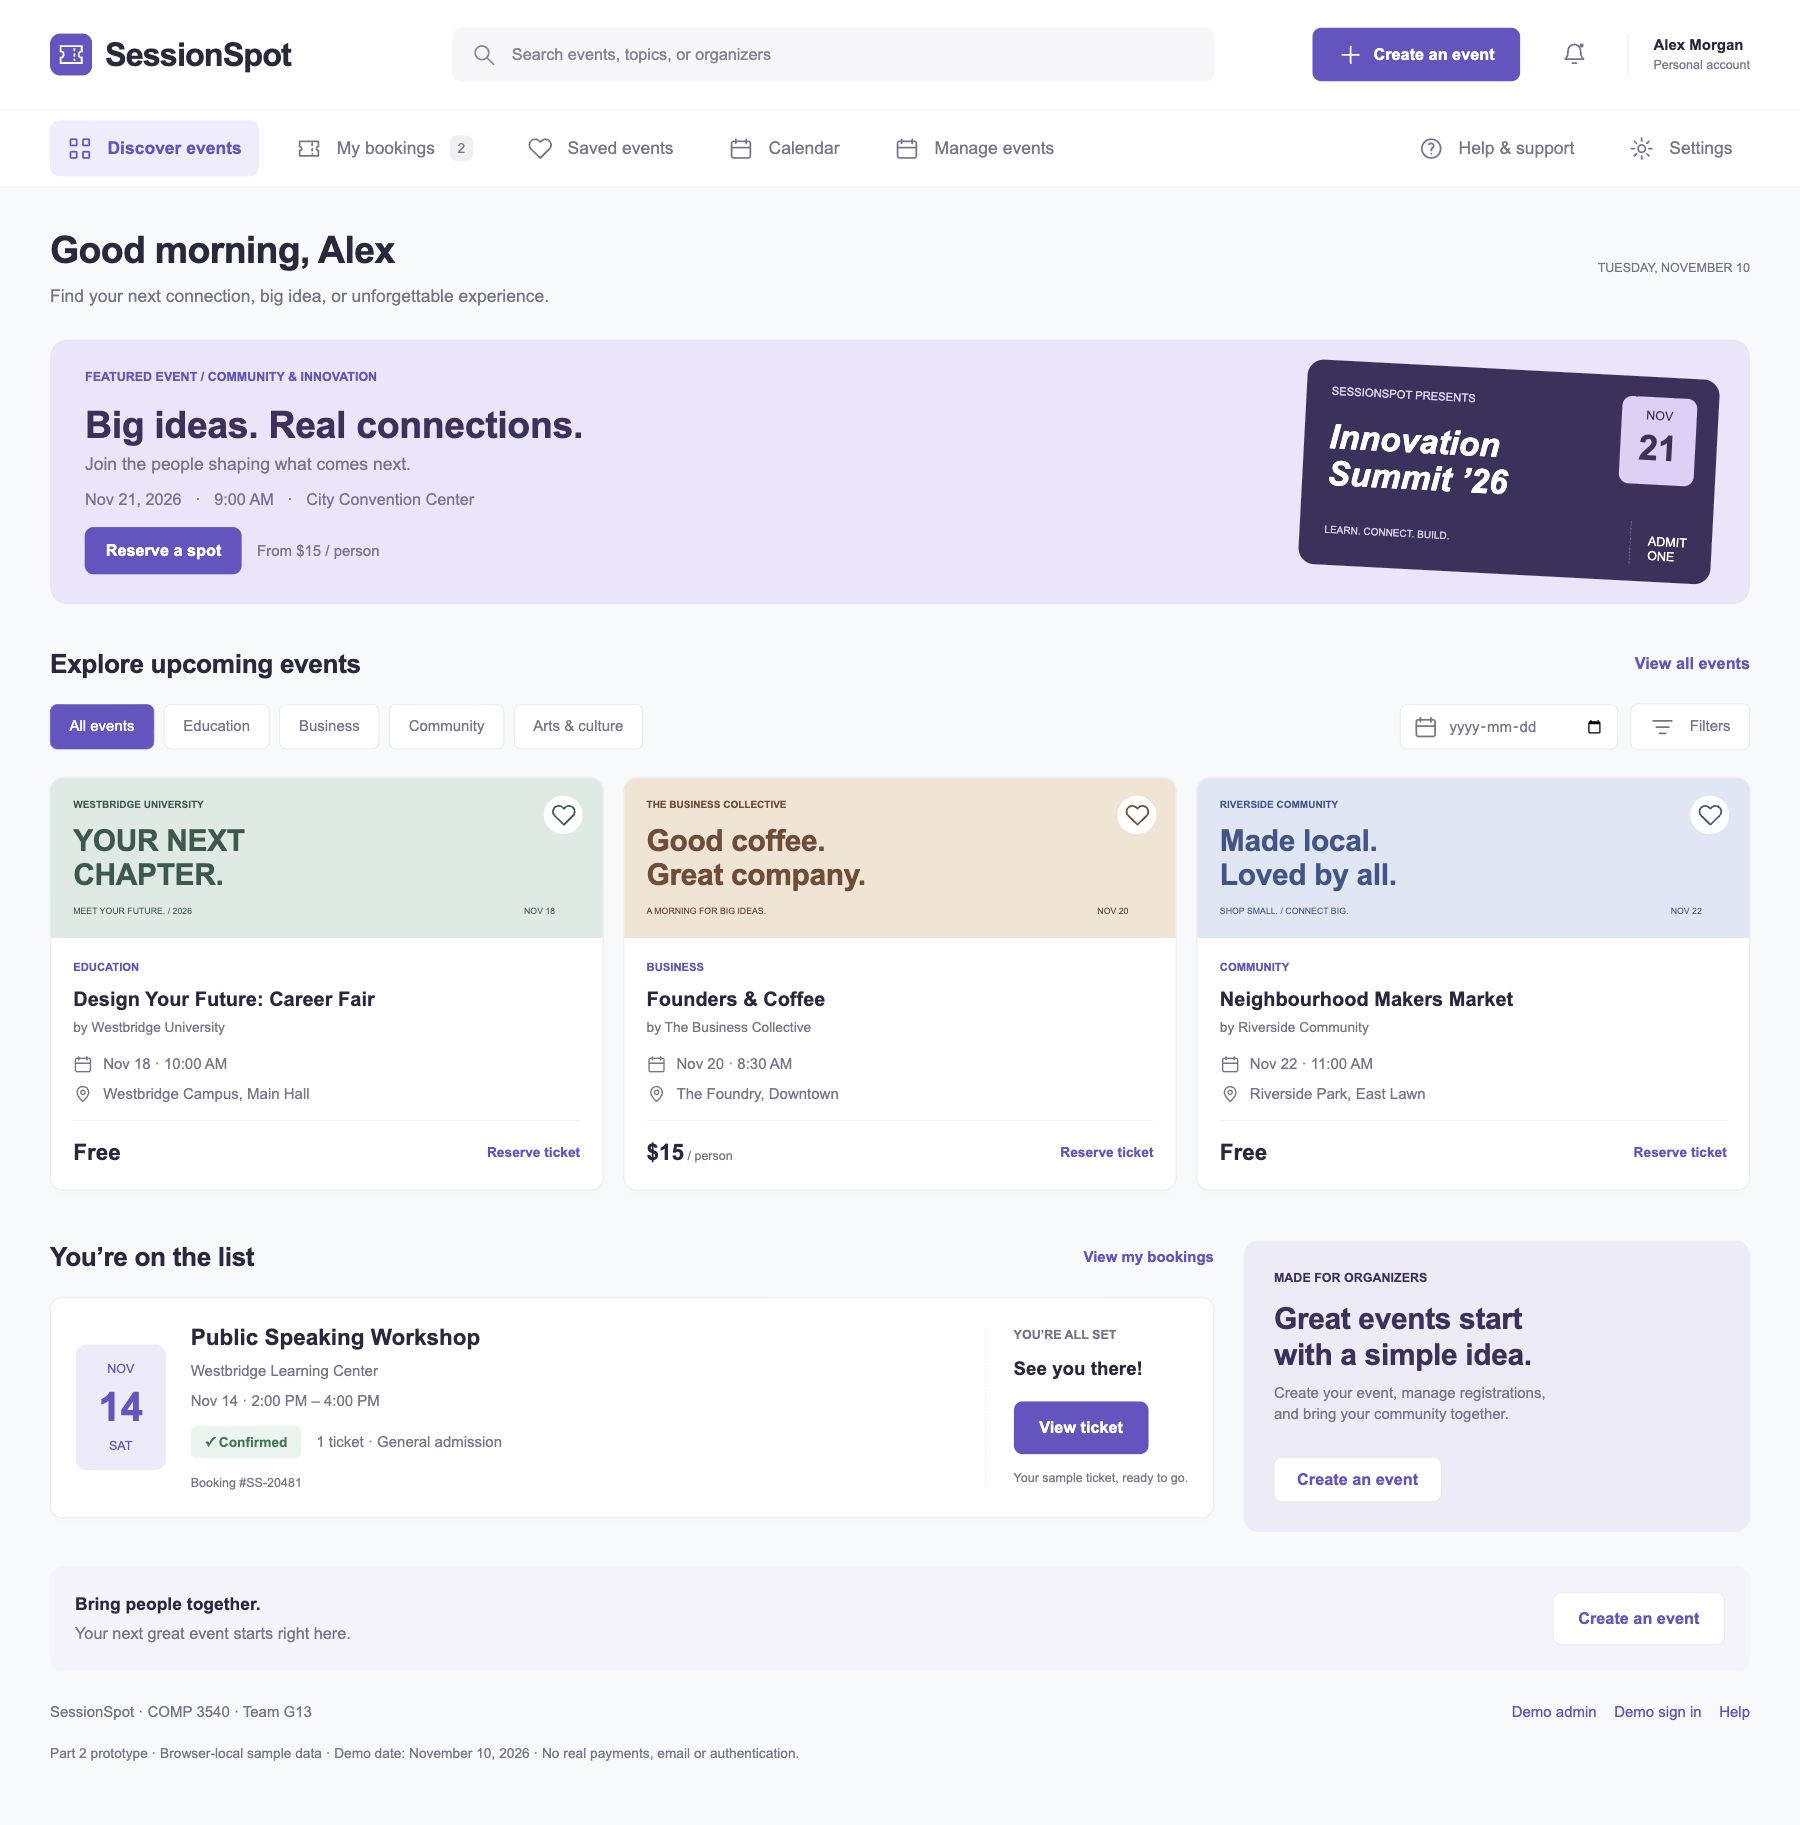 SessionSpot
Search events, topics, or organizers
Create an event
Alex Morgan
Personal account
Discover events
My bookings 2
Saved events
Calendar
Manage events
Help & support
Settings
Good morning, Alex
TUESDAY, NOVEMBER 10
Find your next connection, big idea, or unforgettable experience.
FEATURED EVENT / COMMUNITY & INNOVATION
Big ideas. Real connections.
Join the people shaping what comes next.
Nov 21, 2026 · 9:00 AM · City Convention Center
Reserve a spot
From $15 / person
SESSIONSPOT PRESENTS
Innovation
Summit ’26
NOV
21
LEARN. CONNECT. BUILD.
ADMIT
ONE
Explore upcoming events
View all events
All events
Education
Business
Community
Arts & culture
yyyy-mm-dd
Filters
WESTBRIDGE UNIVERSITY
YOUR NEXT
CHAPTER.
MEET YOUR FUTURE. / 2026
NOV 18
EDUCATION
Design Your Future: Career Fair
by Westbridge University
Nov 18 · 10:00 AM
Westbridge Campus, Main Hall
Free
Reserve ticket
THE BUSINESS COLLECTIVE
Good coffee.
Great company.
A MORNING FOR BIG IDEAS.
NOV 20
BUSINESS
Founders & Coffee
by The Business Collective
Nov 20 · 8:30 AM
The Foundry, Downtown
$15 / person
Reserve ticket
RIVERSIDE COMMUNITY
Made local.
Loved by all.
SHOP SMALL. / CONNECT BIG.
NOV 22
COMMUNITY
Neighbourhood Makers Market
by Riverside Community
Nov 22 · 11:00 AM
Riverside Park, East Lawn
Free
Reserve ticket
You’re on the list
View my bookings
NOV
14
SAT
Public Speaking Workshop
Westbridge Learning Center
Nov 14 · 2:00 PM – 4:00 PM
✓ Confirmed
1 ticket · General admission
Booking #SS-20481
YOU’RE ALL SET
See you there!
View ticket
Your sample ticket, ready to go.
MADE FOR ORGANIZERS
Great events start
with a simple idea.
Create your event, manage registrations,
and bring your community together.
Create an event
Bring people together.
Your next great event starts right here.
Create an event
SessionSpot · COMP 3540 · Team G13
Demo admin
Demo sign in
Help
Part 2 prototype · Browser-local sample data · Demo date: November 10, 2026 · No real payments, email or authentication.